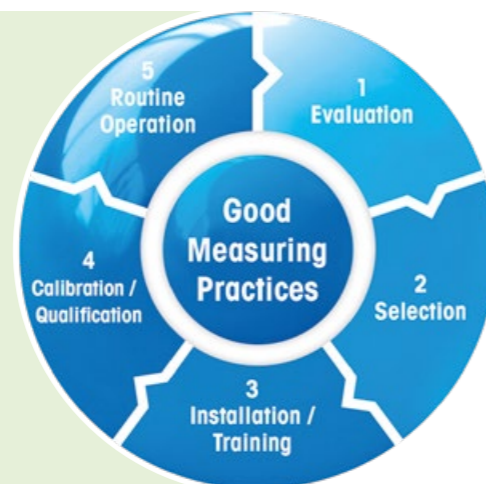 Good
Measuring
Practices
1
Evaluation
2
Selection
3
Installation /
Training
4
Calibration /
Qualification
5
Routine
Operation